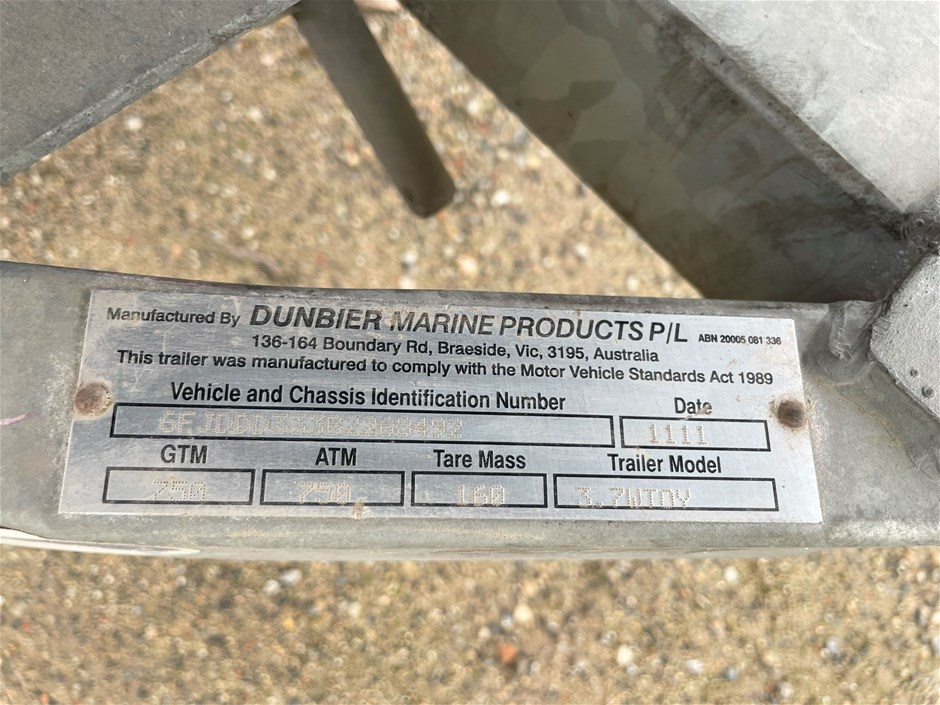 Manufactured By DUNBIER MARINE PRODUCTS P/L ABN 20005 081 336
136-164 Boundary Rd, Braeside, Vic, 3195, Australia
This trailer was manufactured to comply with the Motor Vehicle Standards Act 1989
Vehicle and Chassis Identification Number Date
1111
GTM ATM Tare Mass Trailer Model
750 750 160 3.7WTOY